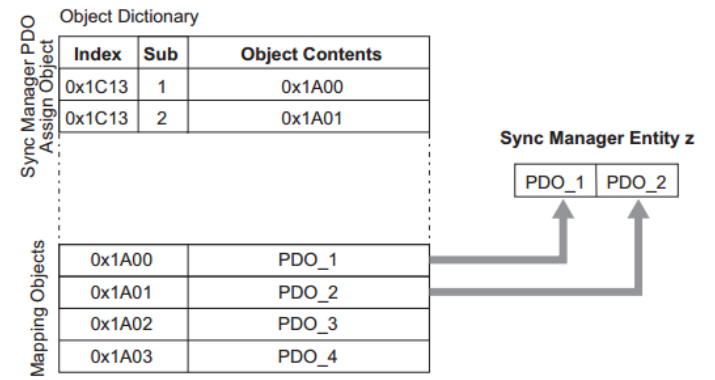 Object Dictionary
Sync Manager PDO
Assign Object
Index Sub Object Contents
0x1C13 1 0x1A00
0x1C13 2 0x1A01
Sync Manager Entity z
PDO_1 PDO_2
Mapping Objects
0x1A00 PDO_1
0x1A01 PDO_2
0x1A02 PDO_3
0x1A03 PDO_4